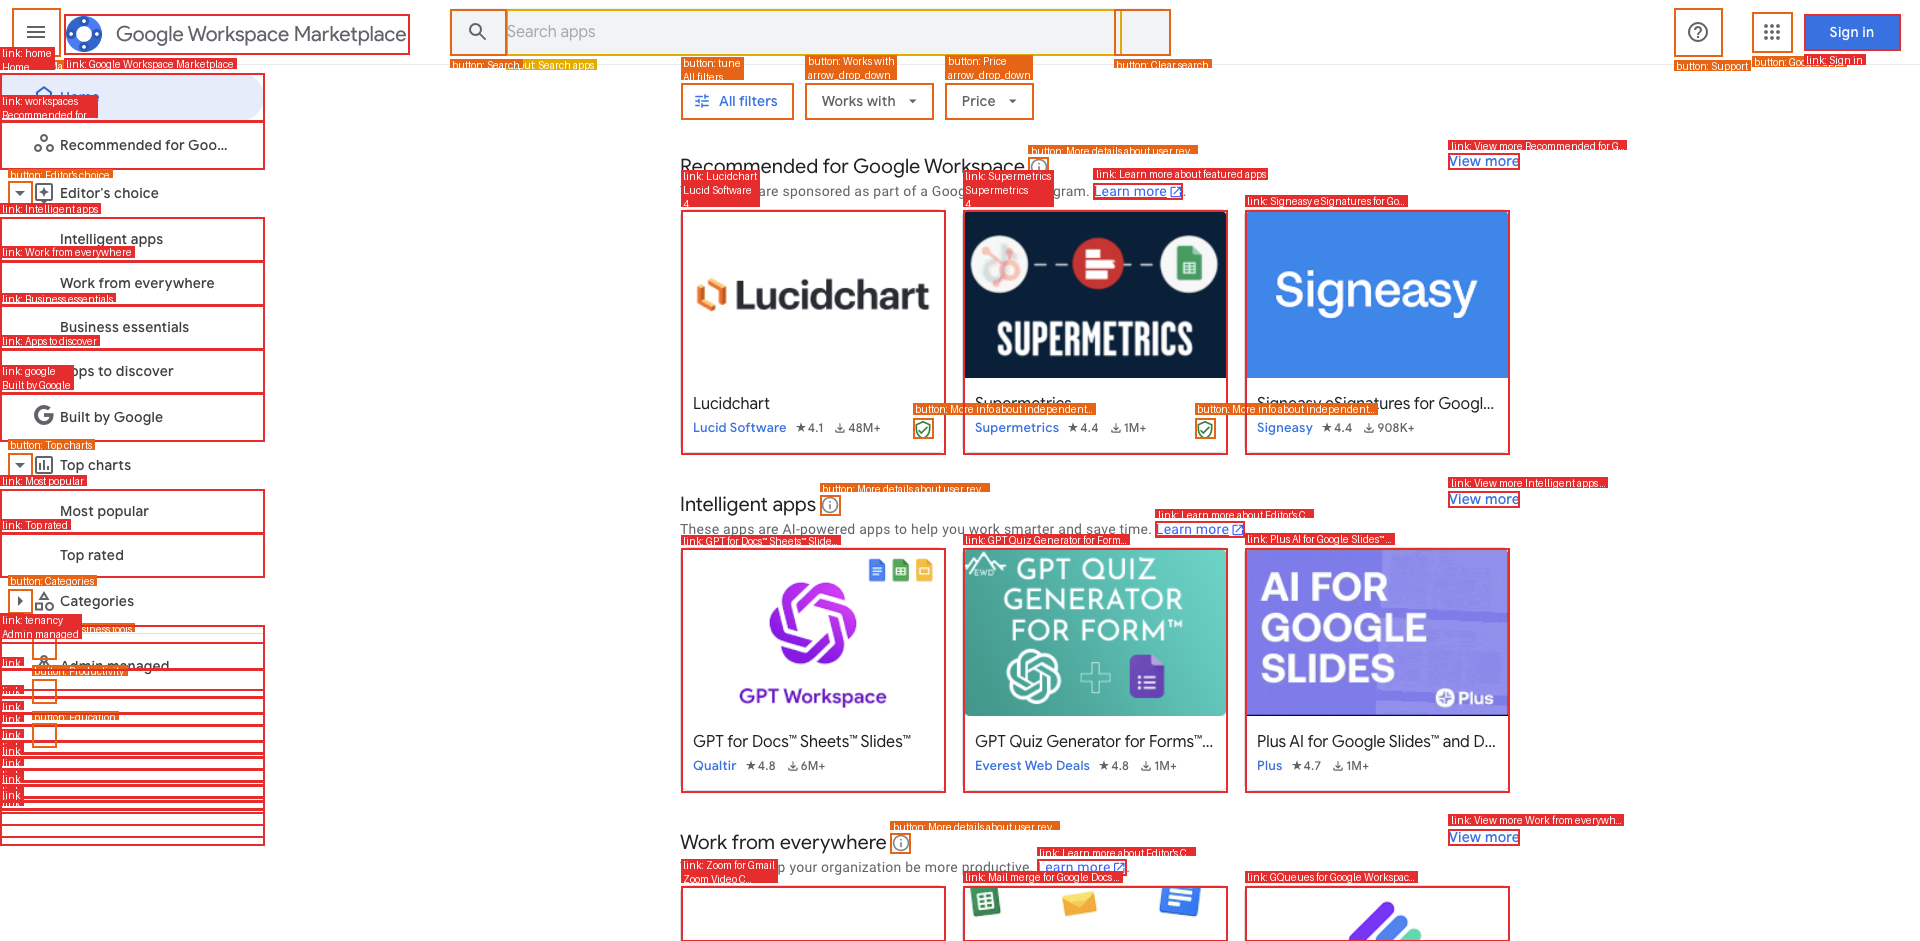 Google Workspace Marketplace
Search apps
Sign in
link: home
Home
link: Google Workspace Marketplace
button: Search
: Search apps
button: Clear search
button: Support
link: Sign in
button: tune
All filters
button: Works with
arrow_drop_down
button: Price
arrow_drop_down
All filters
Works with
Price
Home
link: workspaces
Recommended for
Recommended for Goo...
button: Editor's choice
Editor's choice
link: Intelligent apps
Intelligent apps
link: Work from everywhere
Work from everywhere
link: Business essentials
Business essentials
link: Apps to discover
Apps to discover
link: google
Built by Google
Built by Google
button: Top charts
Top charts
link: Most popular
Most popular
link: Top rated
Top rated
button: Categories
Categories
link: tenancy
Admin managed
Admin managed
link
button: Productivity
link
link
link
button: Education
link
link
link
link
link
button: More details about user rev...
Recommended for Google Workspace
link: View more Recommended for G...
View more
link: Learn more about featured apps
are sponsored as part of a Goog
gram. Learn more
link: Lucidchart
Lucid Software
4
link: Supermetrics
Supermetrics
4
link: Signeasy eSignatures for Go...
Lucidchart
SUPERMETRICS
Signeasy
Lucidchart
Lucid Software ★ 4.1 48M+
button: More info about independent...
Supermetrics
Supermetrics ★ 4.4 1M+
button: More info about independent...
Signeasy eSignatures for Googl...
Signeasy ★ 4.4 908K+
button: More details about user rev...
Intelligent apps
link: View more Intelligent apps ...
View more
link: Learn more about Editor's C...
These apps are AI-powered apps to help you work smarter and save time. Learn more
link: GPT for Docs™ Sheets™ Slide...
link: GPT Quiz Generator for Form...
link: Plus AI for Google Slides™ ...
GPT Workspace
EWD
GPT QUIZ
GENERATOR
FOR FORM™
AI FOR
GOOGLE
SLIDES
Plus
GPT for Docs™ Sheets™ Slides™
Qualtir ★ 4.8 6M+
GPT Quiz Generator for Forms™...
Everest Web Deals ★ 4.8 1M+
Plus AI for Google Slides™ and D...
Plus ★ 4.7 1M+
button: More details about user rev...
Work from everywhere
link: View more Work from everywh...
View more
link: Learn more about Editor's C...
p your organization be more productive. Learn more
link: Zoom for Gmail
Zoom Video C...
link: Mail merge for Google Docs ...
link: GQueues for Google Workspac...